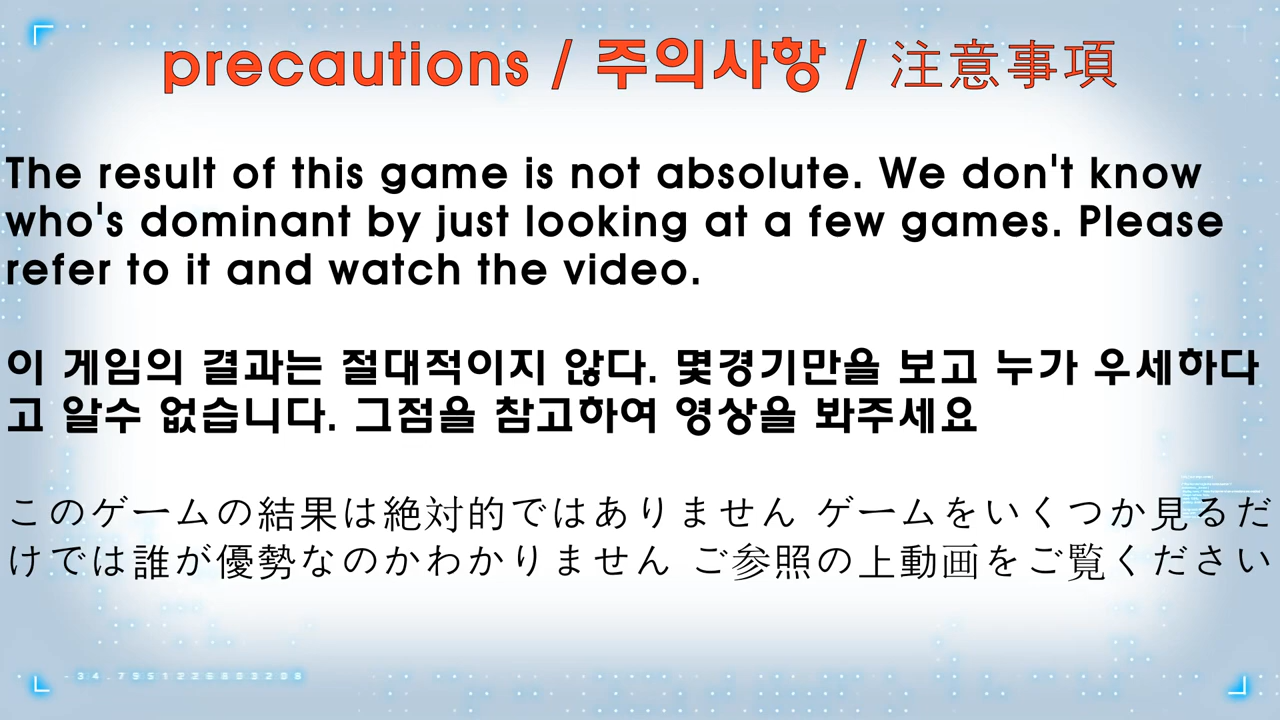 precautions / 주의사항 / 注意事項
The result of this game is not absolute. We don't know
who's dominant by just looking at a few games. Please
refer to it and watch the video.
이 게임의 결과는 절대적이지 않다. 몇경기만을 보고 누가 우세하다
고 알수 없습니다. 그점을 참고하여 영상을 봐주세요
このゲームの結果は絶対的ではありません ゲームをいくつか見るだ
けでは誰が優勢なのかわかりません ご参照の上動画をご覧ください
-34.7951226803298